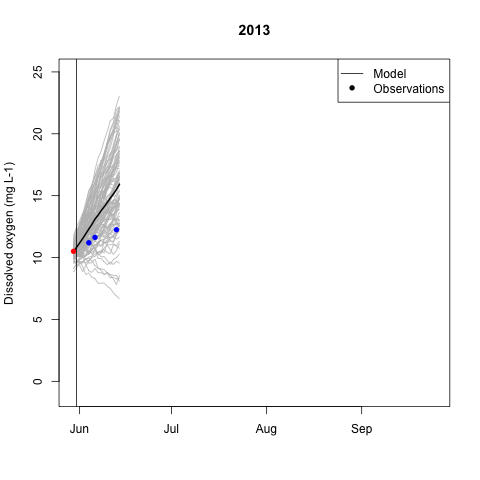 2013
Dissolved oxygen (mg L-1)
25
20
15
10
5
0
Model
Observations
Jun
Jul
Aug
Sep